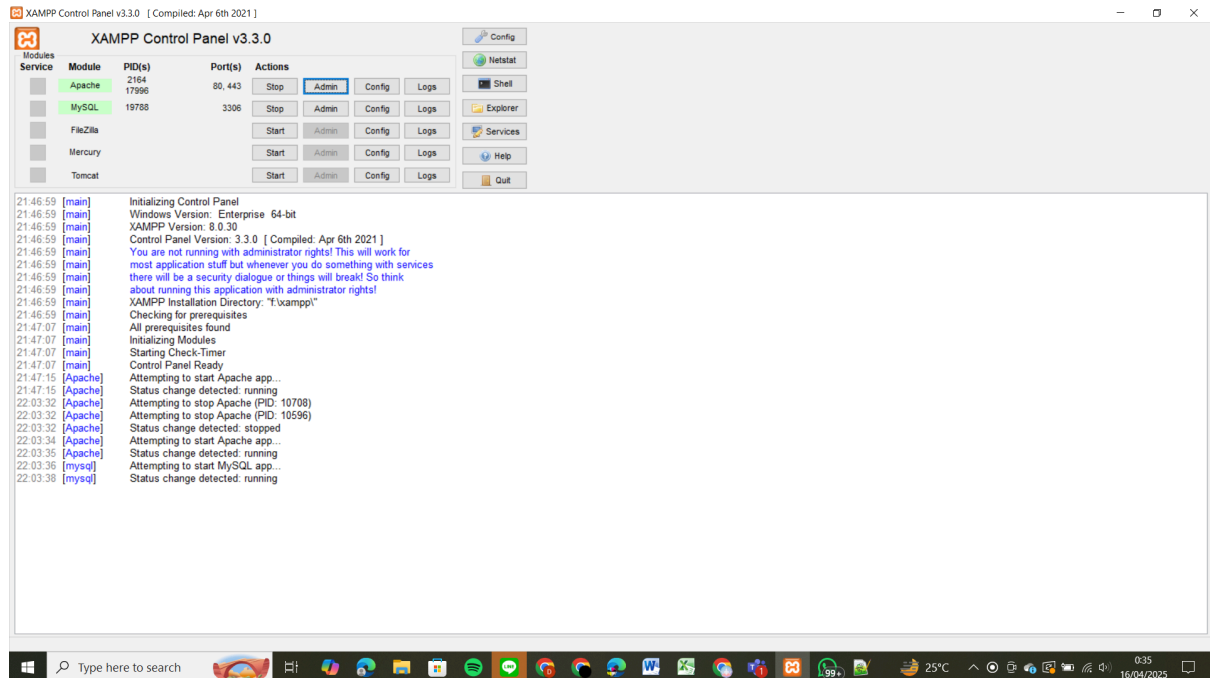 XAMPP Control Panel v3.3.0 [ Compiled: Apr 6th 2021 ]
XAMPP Control Panel v3.3.0
Modules
Service Module PID(s) Port(s) Actions
Apache 2164 17996 80, 443 Stop Admin Config Logs
MySQL 19788 3306 Stop Admin Config Logs
FileZilla Start Admin Config Logs
Mercury Start Admin Config Logs
Tomcat Start Admin Config Logs
Config
Netstat
Shell
Explorer
Services
Help
Quit
21:46:59 [main] Initializing Control Panel
21:46:59 [main] Windows Version: Enterprise 64-bit
21:46:59 [main] XAMPP Version: 8.0.30
21:46:59 [main] Control Panel Version: 3.3.0 [ Compiled: Apr 6th 2021 ]
21:46:59 [main] You are not running with administrator rights! This will work for
21:46:59 [main] most application stuff but whenever you do something with services
21:46:59 [main] there will be a security dialogue or things will break! So think
21:46:59 [main] about running this application with administrator rights!
21:46:59 [main] XAMPP Installation Directory: "f:\xampp\"
21:46:59 [main] Checking for prerequisites
21:47:07 [main] All prerequisites found
21:47:07 [main] Initializing Modules
21:47:07 [main] Starting Check-Timer
21:47:07 [main] Control Panel Ready
21:47:15 [Apache] Attempting to start Apache app...
21:47:15 [Apache] Status change detected: running
22:03:32 [Apache] Attempting to stop Apache (PID: 10708)
22:03:32 [Apache] Attempting to stop Apache (PID: 10596)
22:03:32 [Apache] Status change detected: stopped
22:03:34 [Apache] Attempting to start Apache app...
22:03:35 [Apache] Status change detected: running
22:03:36 [mysql] Attempting to start MySQL app...
22:03:38 [mysql] Status change detected: running
Type here to search
LINE
99+
25°C
0:35
16/04/2025